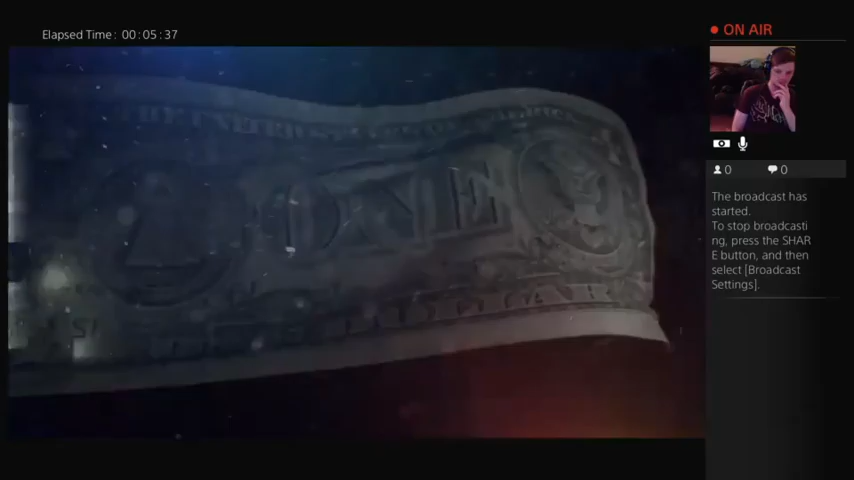 Elapsed Time: 00:05:37
ON AIR
0
0
The broadcast has
started.
To stop broadcasti
ng, press the SHAR
E button, and then
select [Broadcast
Settings].
ONE
DOLLAR